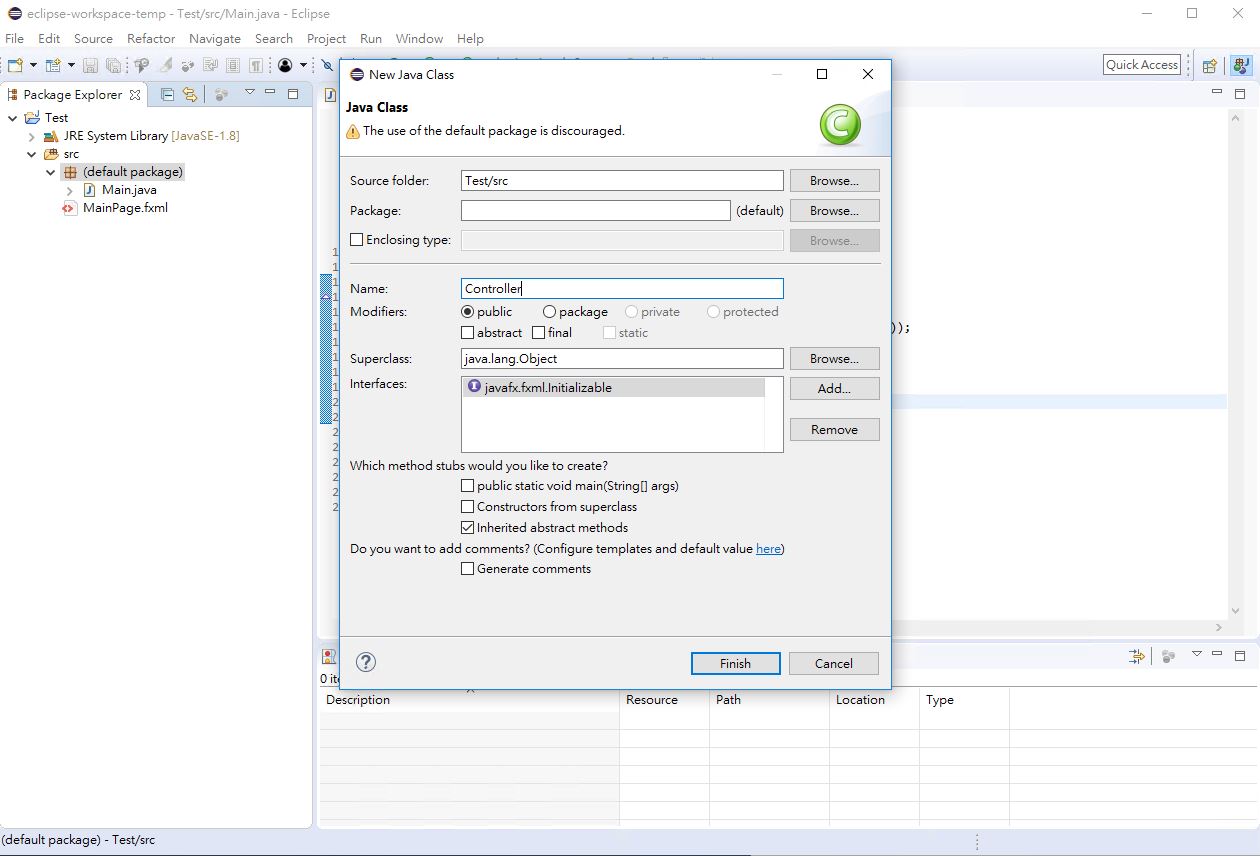 eclipse-workspace-temp - Test/src/Main.java - Eclipse
File Edit Source Refactor Navigate Search Project Run Window Help
Quick Access
Package Explorer
Test
JRE System Library [JavaSE-1.8]
src
(default package)
Main.java
MainPage.fxml
New Java Class
Java Class
The use of the default package is discouraged.
Source folder: Test/src Browse...
Package: (default) Browse...
Enclosing type: Browse...
Name: Controller
Modifiers: public package private protected
abstract final static
Superclass: java.lang.Object Browse...
Interfaces: javafx.fxml.Initializable Add...
Remove
Which method stubs would you like to create?
public static void main(String[] args)
Constructors from superclass
Inherited abstract methods
Do you want to add comments? (Configure templates and default value here)
Generate comments
Finish Cancel
));
Description Resource Path Location Type
(default package) - Test/src